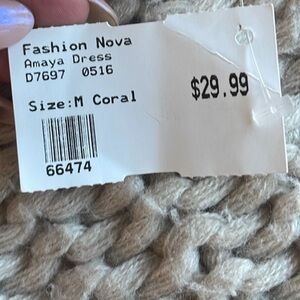 Fashion Nova
Amaya Dress
D7697 0516
$29.99
Size:M Coral
66474